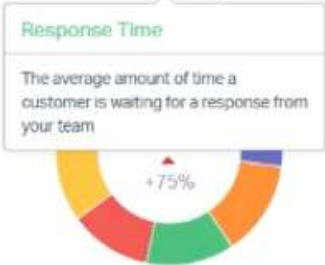 Response Time
The average amount of time a
customer is waiting for a response from
your team
+75%